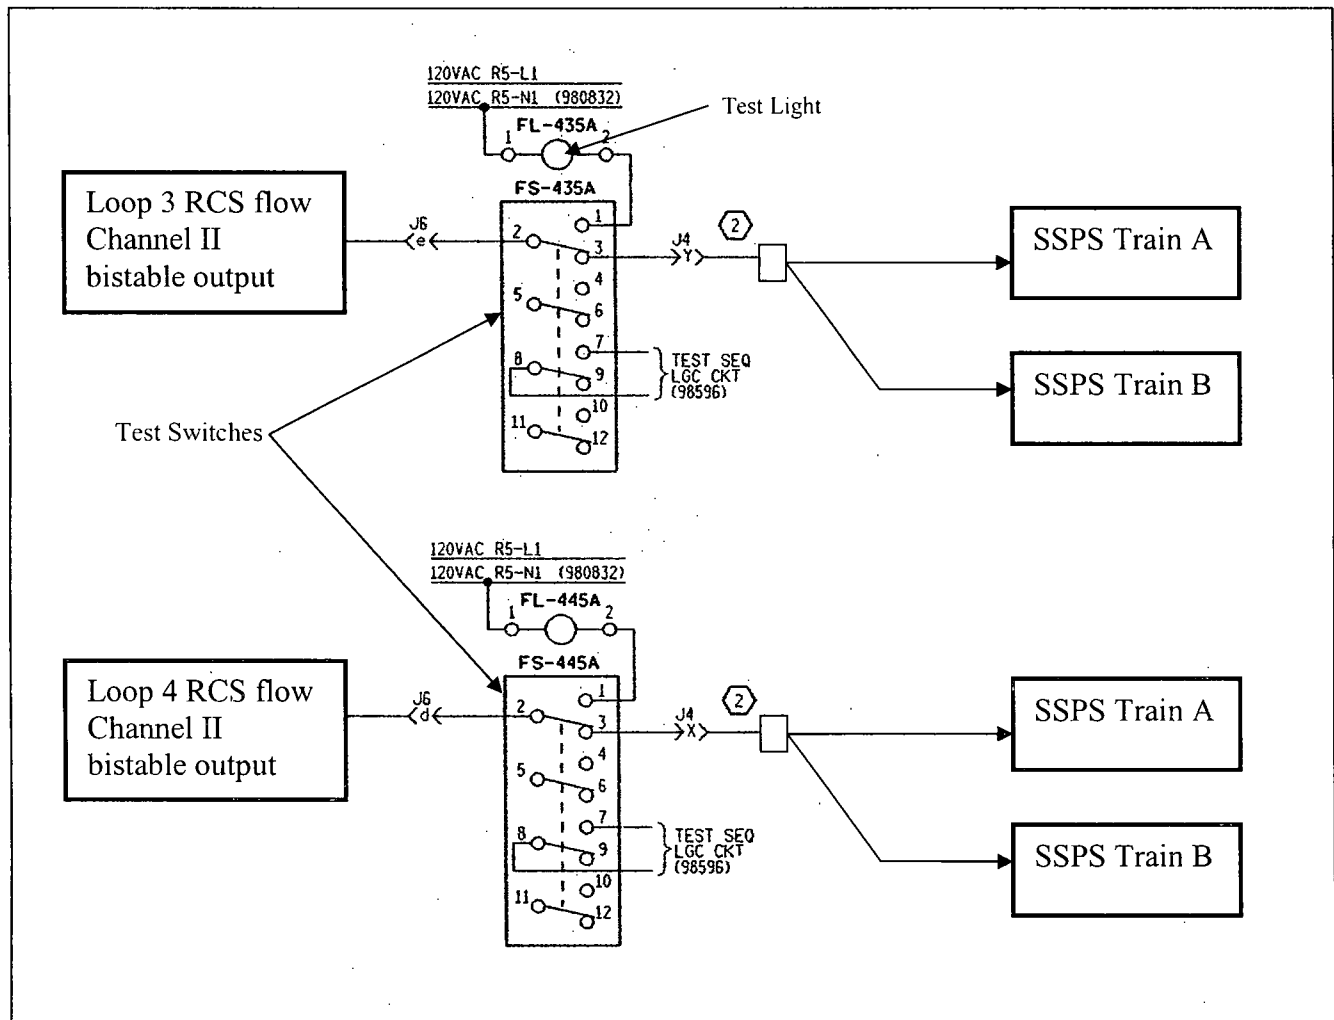 120VAC R5-L1
120VAC R5-N1 (980832)
Test Light
FL-435A
1 2
FS-435A
Loop 3 RCS flow
Channel II
bistable output
J6
e
1
2
3
4
5
6
7
8
9
10
11
12
J4
Y
2
SSPS Train A
SSPS Train B
TEST SEQ
LGC CKT
(98596)
Test Switches
120VAC R5-L1
120VAC R5-N1 (980832)
FL-445A
1 2
FS-445A
Loop 4 RCS flow
Channel II
bistable output
J6
d
1
2
3
4
5
6
7
8
9
10
11
12
J4
X
2
SSPS Train A
SSPS Train B
TEST SEQ
LGC CKT
(98596)